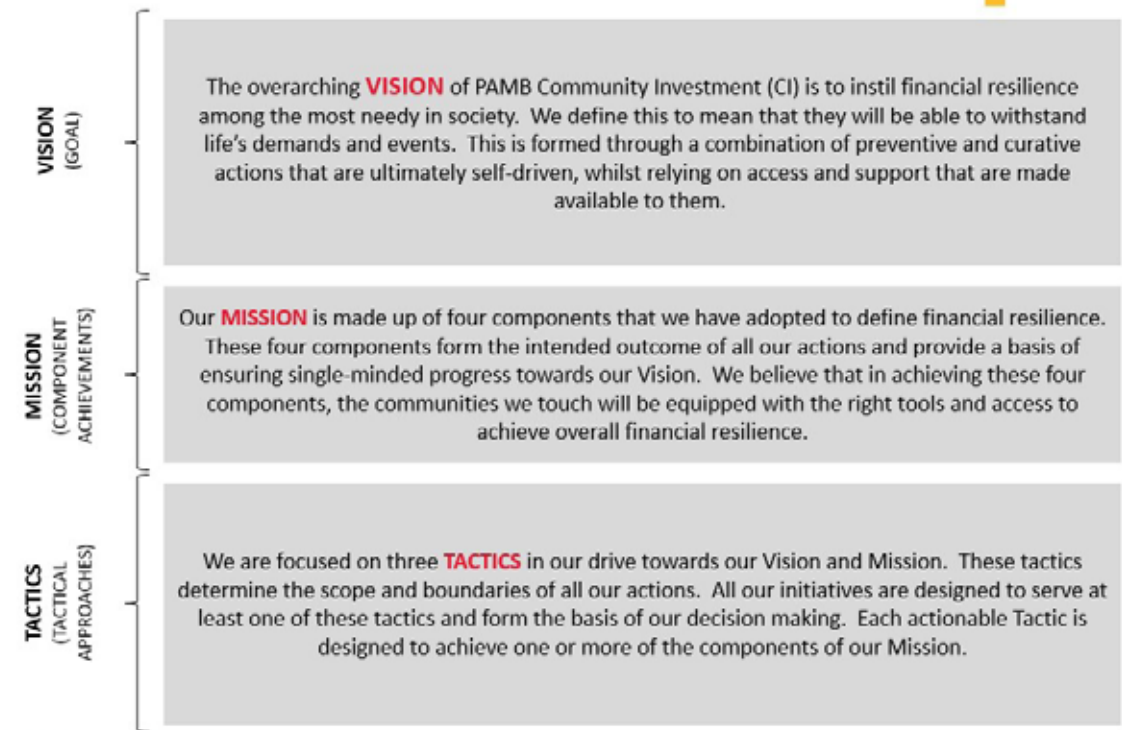 VISION
(GOAL)
The overarching VISION of PAMB Community Investment (CI) is to instil financial resilience
among the most needy in society.  We define this to mean that they will be able to withstand
life's demands and events.  This is formed through a combination of preventive and curative
actions that are ultimately self-driven, whilst relying on access and support that are made
available to them.
MISSION
(COMPONENT
ACHIEVEMENTS)
Our MISSION is made up of four components that we have adopted to define financial resilience.
These four components form the intended outcome of all our actions and provide a basis of
ensuring single-minded progress towards our Vision.  We believe that in achieving these four
components, the communities we touch will be equipped with the right tools and access to
achieve overall financial resilience.
TACTICS
(TACTICAL
APPROACHES)
We are focused on three TACTICS in our drive towards our Vision and Mission.  These tactics
determine the scope and boundaries of all our actions.  All our initiatives are designed to serve at
least one of these tactics and form the basis of our decision making.  Each actionable Tactic is
designed to achieve one or more of the components of our Mission.